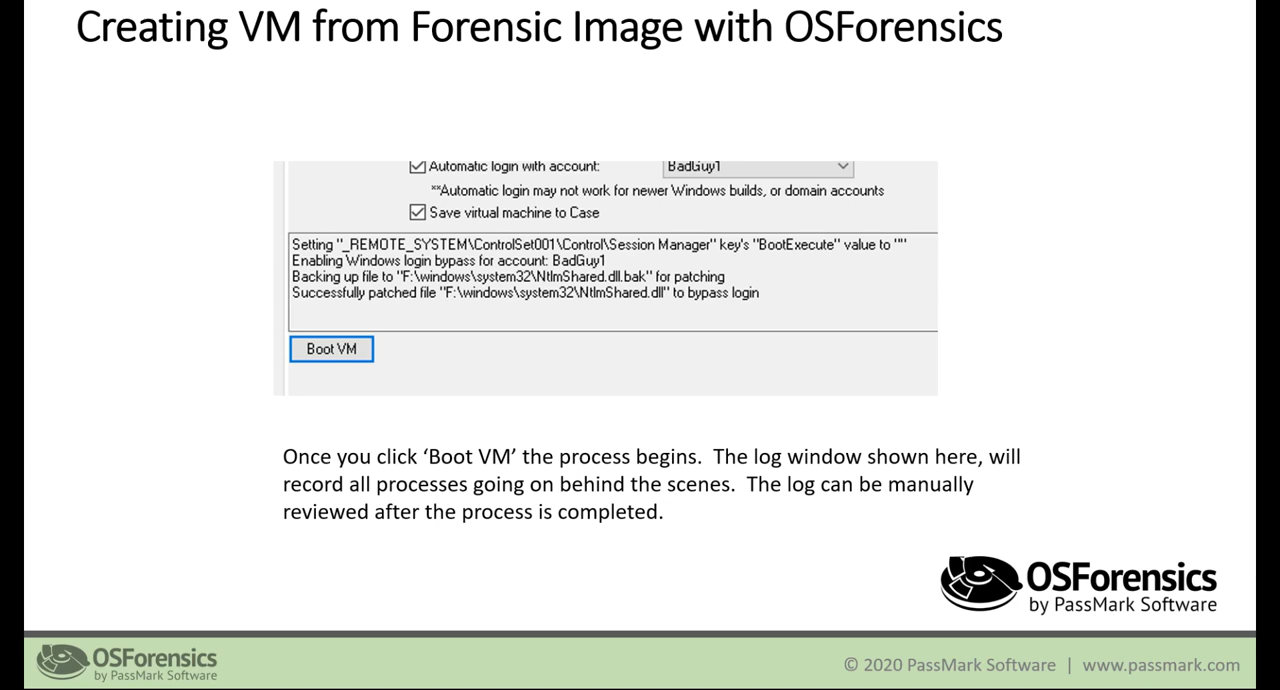 Creating VM from Forensic Image with OSForensics
Automatic login with account: BadGuy1
**Automatic login may not work for newer Windows builds, or domain accounts
Save virtual machine to Case
Setting "_REMOTE_SYSTEM\ControlSet001\Control\Session Manager" key's "BootExecute" value to ""
Enabling Windows login bypass for account: BadGuy1
Backing up file to "F:\windows\system32\NtlmShared.dll.bak" for patching
Successfully patched file "F:\windows\system32\NtlmShared.dll" to bypass login
Boot VM
Once you click ‘Boot VM’ the process begins. The log window shown here, will
record all processes going on behind the scenes. The log can be manually
reviewed after the process is completed.
OSForensics
by PassMark Software
OSForensics
by PassMark Software
© 2020 PassMark Software | www.passmark.com